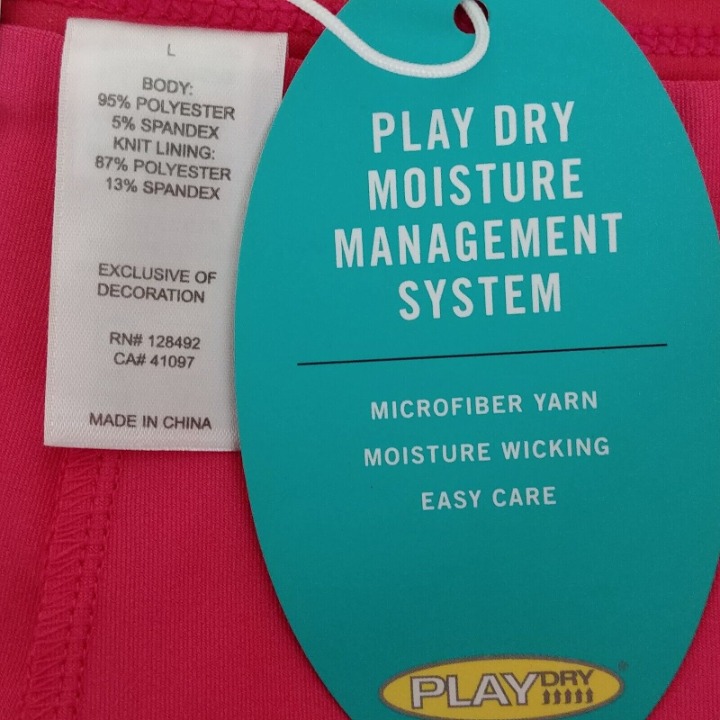 L
BODY:
95% POLYESTER
5% SPANDEX
KNIT LINING:
87% POLYESTER
13% SPANDEX
EXCLUSIVE OF
DECORATION
RN# 128492
CA# 41097
MADE IN CHINA
PLAY DRY
MOISTURE
MANAGEMENT
SYSTEM
MICROFIBER YARN
MOISTURE WICKING
EASY CARE
PLAYDRY®